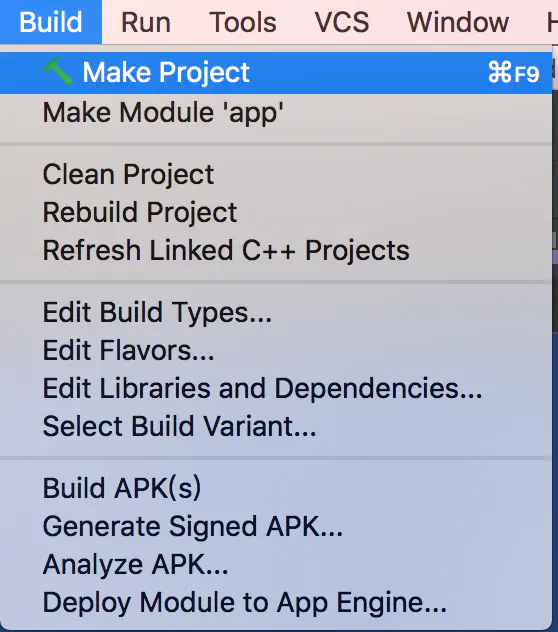 Build Run Tools VCS Window
Make Project ⌘F9
Make Module 'app'
Clean Project
Rebuild Project
Refresh Linked C++ Projects
Edit Build Types...
Edit Flavors...
Edit Libraries and Dependencies...
Select Build Variant...
Build APK(s)
Generate Signed APK...
Analyze APK...
Deploy Module to App Engine...